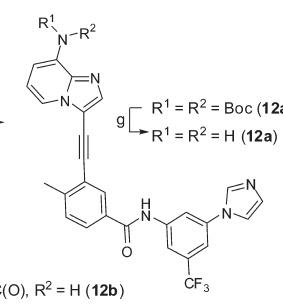 R¹
N
R²
N
N
g
R¹ = R² = Boc (12a
R¹ = R² = H (12a)
H
N
O
N
N
CF₃
C(O), R² = H (12b)